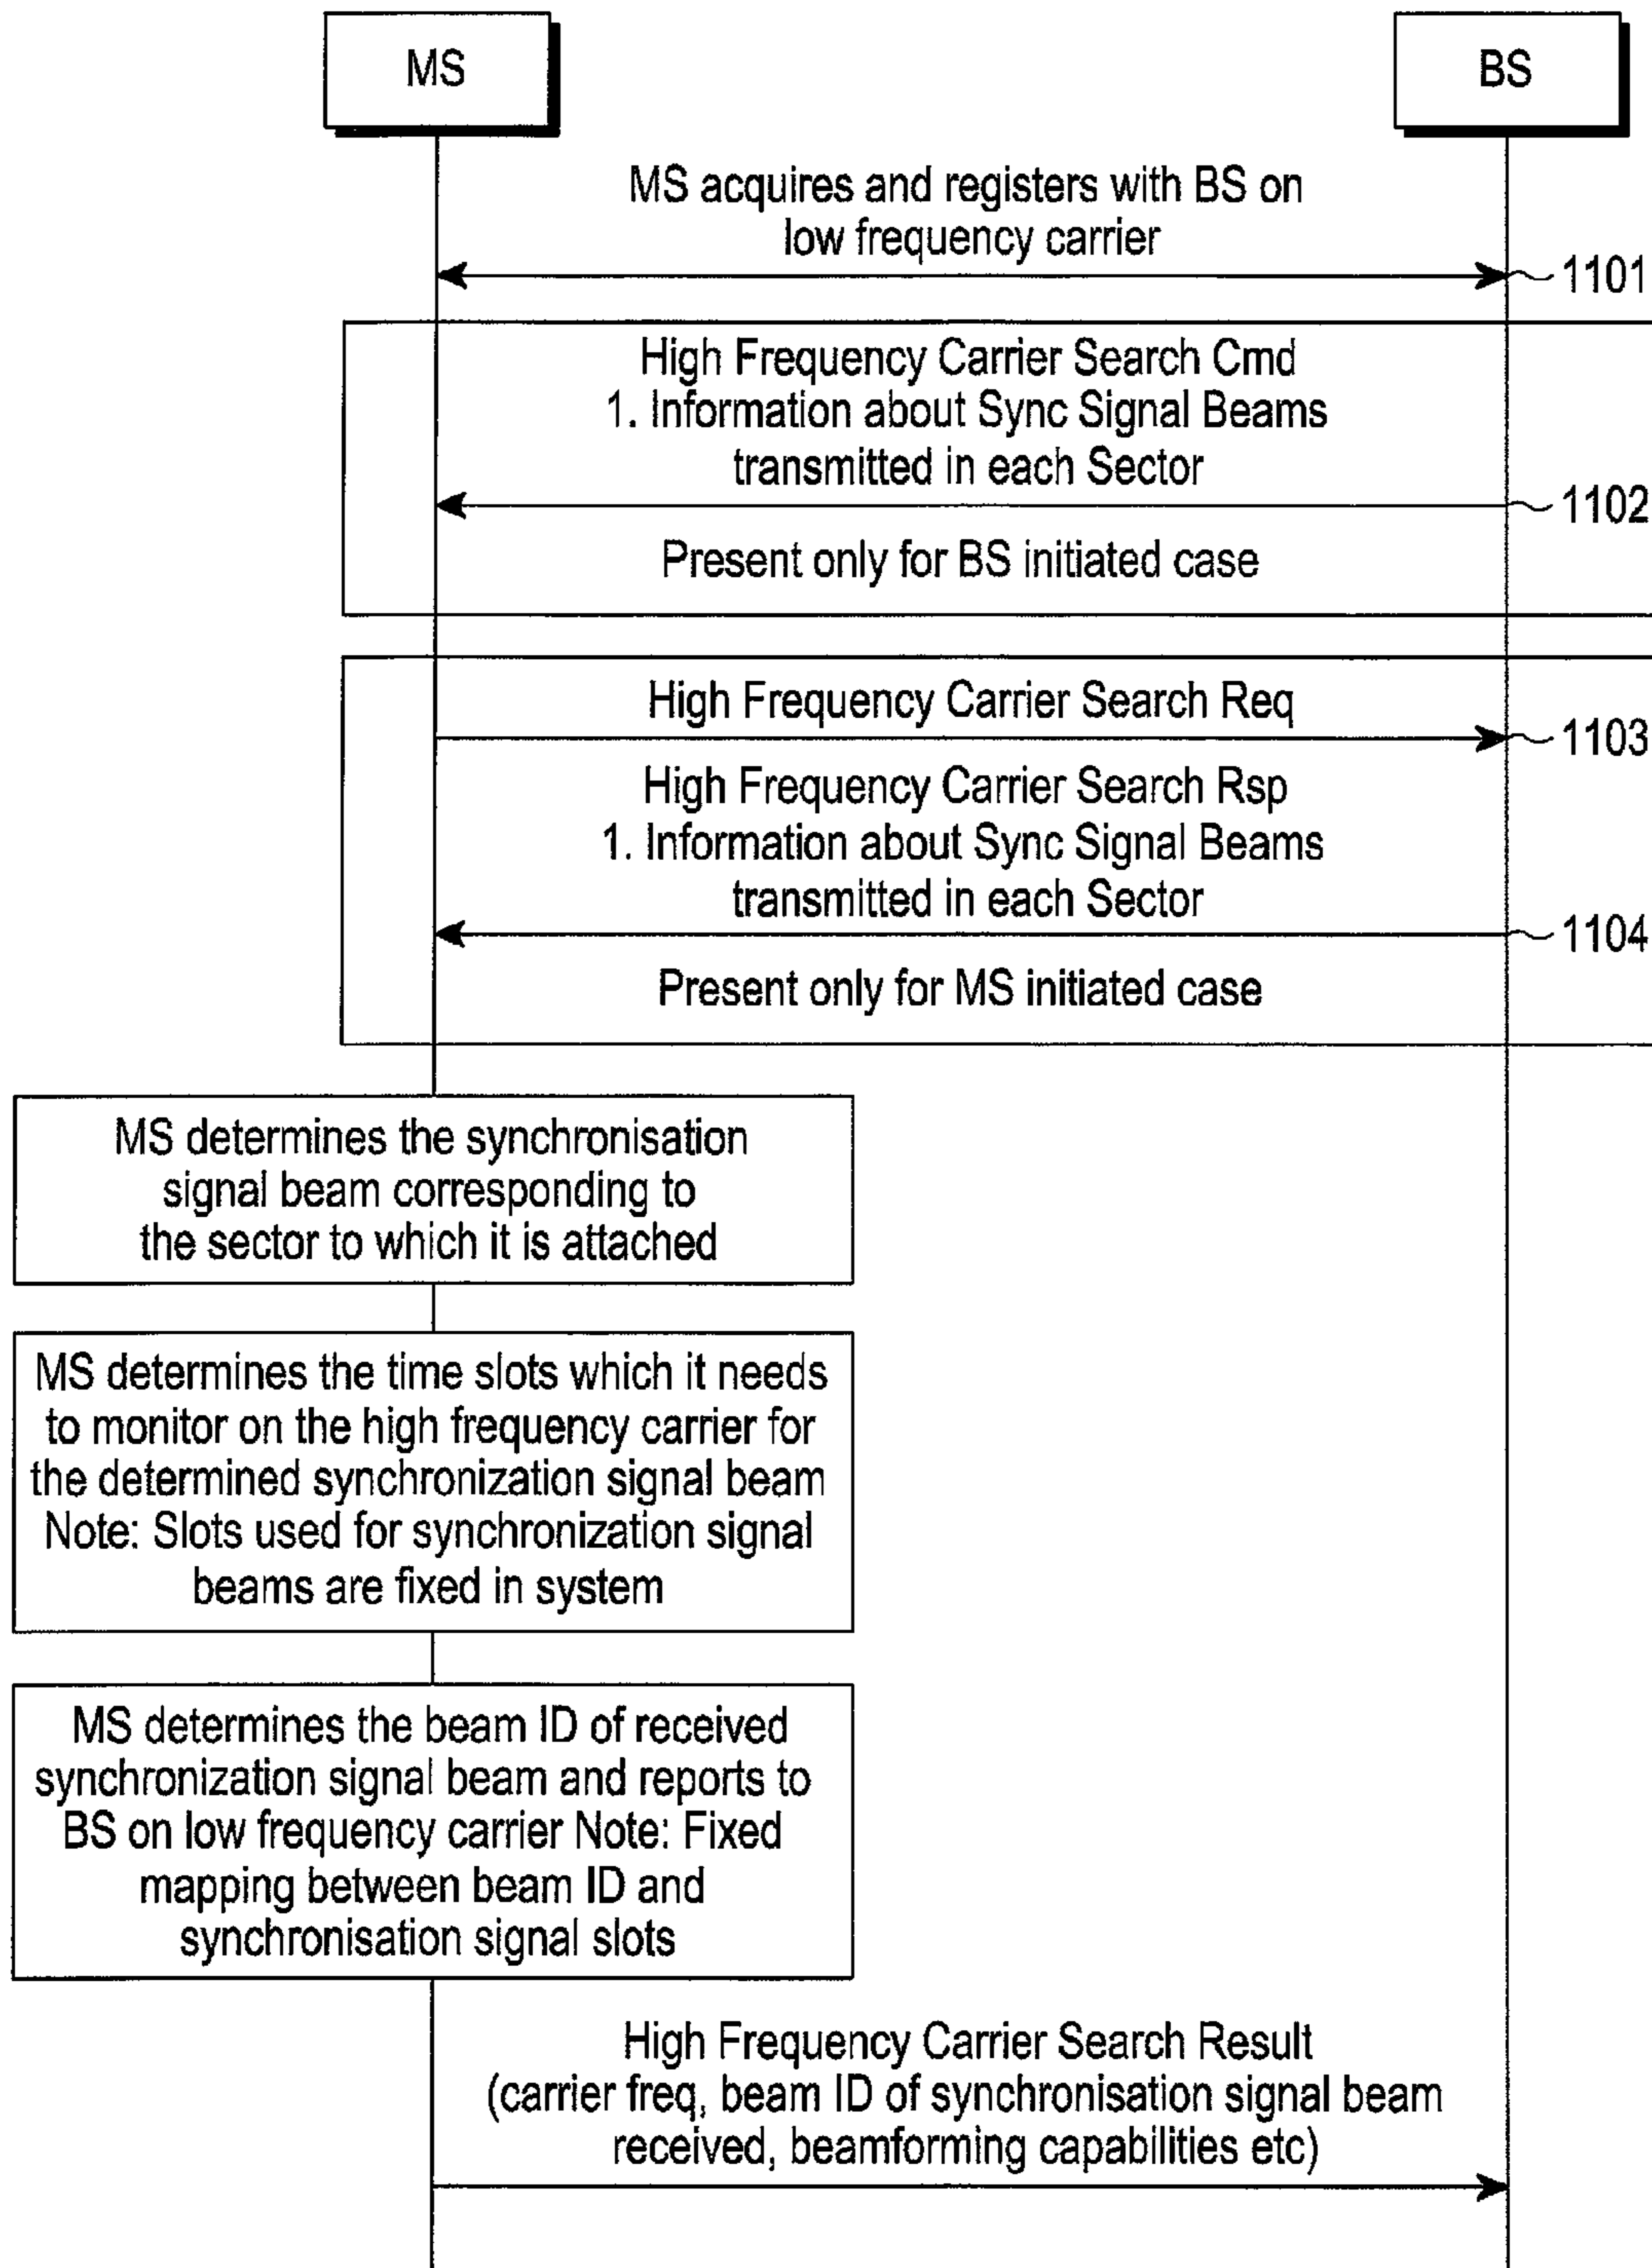 MS
BS
MS acquires and registers with BS on
low frequency carrier
1101
High Frequency Carrier Search Cmd
1. Information about Sync Signal Beams
transmitted in each Sector
1102
Present only for BS initiated case
High Frequency Carrier Search Req
1103
High Frequency Carrier Search Rsp
1. Information about Sync Signal Beams
transmitted in each Sector
1104
Present only for MS initiated case
MS determines the synchronisation
signal beam corresponding to
the sector to which it is attached
MS determines the time slots which it needs
to monitor on the high frequency carrier for
the determined synchronization signal beam
Note: Slots used for synchronization signal
beams are fixed in system
MS determines the beam ID of received
synchronization signal beam and reports to
BS on low frequency carrier Note: Fixed
mapping between beam ID and
synchronisation signal slots
High Frequency Carrier Search Result
(carrier freq, beam ID of synchronisation signal beam
received, beamforming capabilities etc)